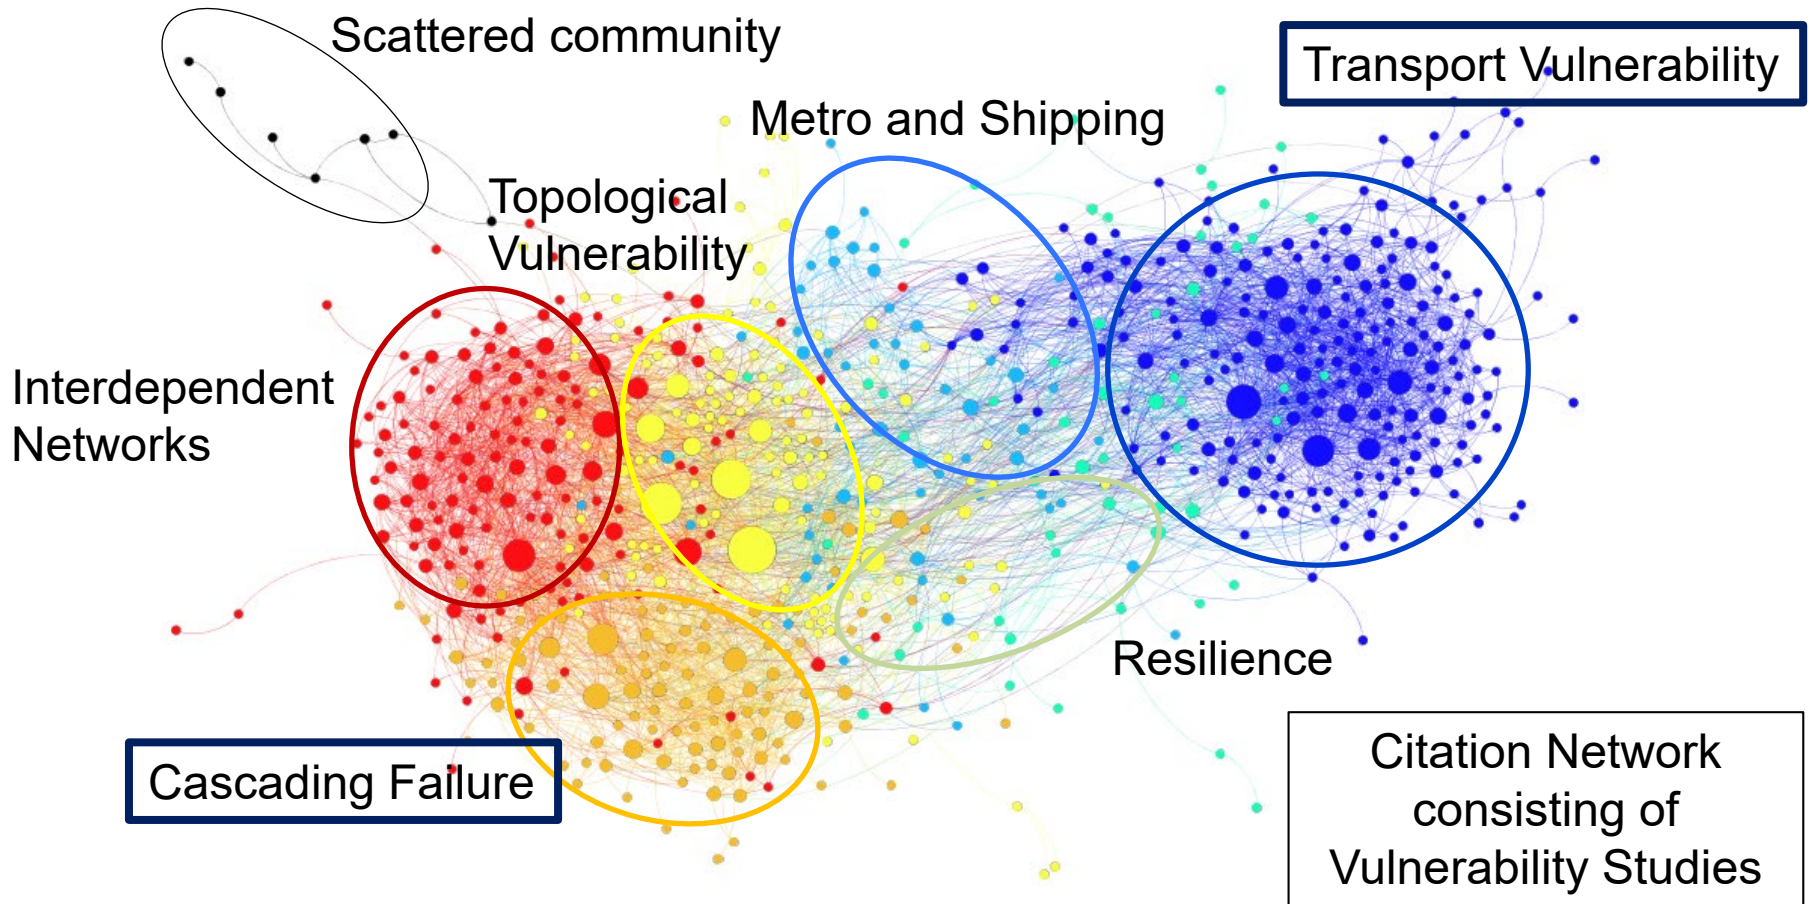 Scattered community
Transport Vulnerability
Metro and Shipping
Topological
Vulnerability
Interdependent
Networks
Resilience
Cascading Failure
Citation Network
consisting of
Vulnerability Studies